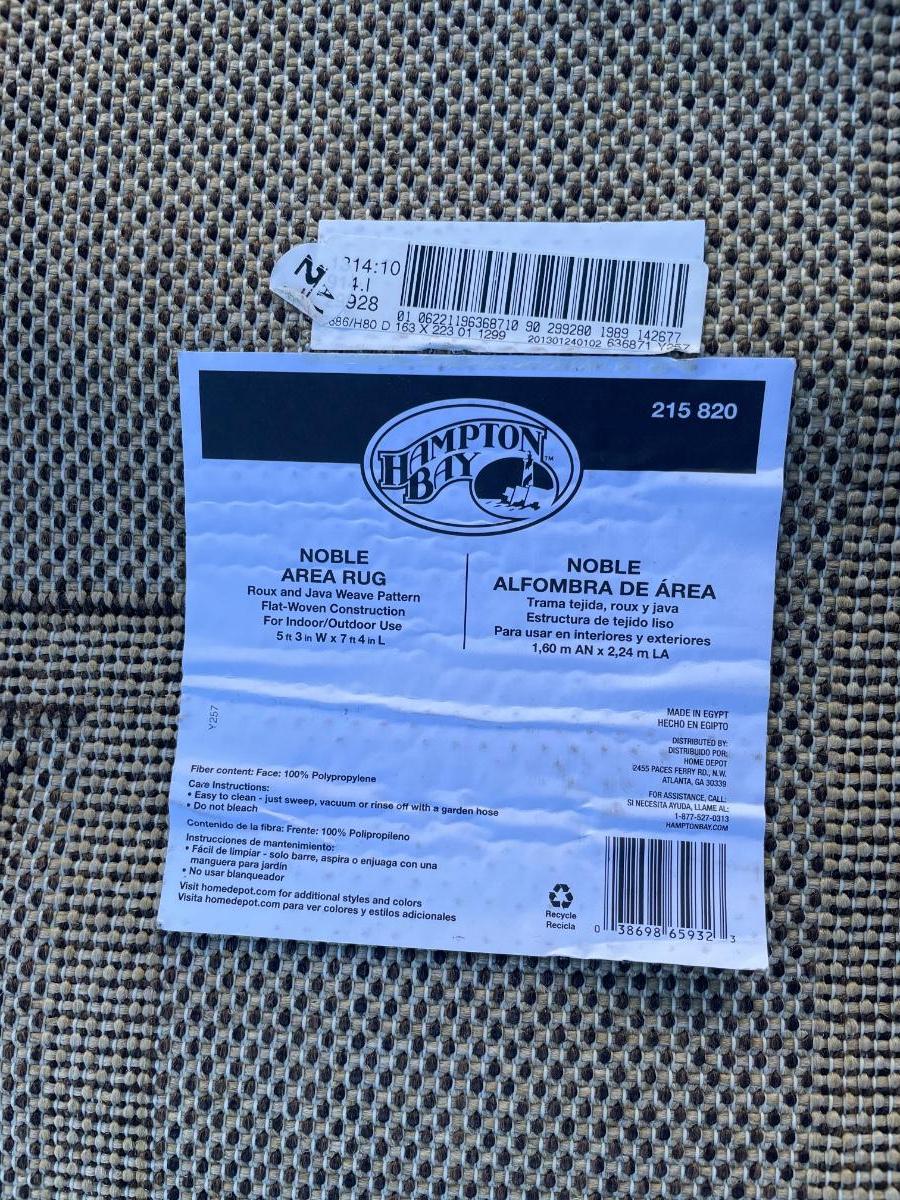 14:10
4.1
928
01 06221196368710 90 299280 1989 142677
686/H80 D 163 X 223 01 1299 201301240102 636871 Y257
215 820
HAMPTON
BAY™
NOBLE
AREA RUG
Roux and Java Weave Pattern
Flat-Woven Construction
For Indoor/Outdoor Use
5 ft 3 in W x 7 ft 4 in L
NOBLE
ALFOMBRA DE ÁREA
Trama tejida, roux y java
Estructura de tejido liso
Para usar en interiores y exteriores
1,60 m AN x 2,24 m LA
Y257
MADE IN EGYPT
HECHO EN EGIPTO
DISTRIBUTED BY:
DISTRIBUIDO POR:
HOME DEPOT
2455 PACES FERRY RD., N.W.
ATLANTA, GA 30339
FOR ASSISTANCE, CALL:
SI NECESITA AYUDA, LLAME AL:
1-877-527-0313
HAMPTONBAY.COM
Fiber content: Face: 100% Polypropylene
Care Instructions:
• Easy to clean - just sweep, vacuum or rinse off with a garden hose
• Do not bleach
Contenido de la fibra: Frente: 100% Polipropileno
Instrucciones de mantenimiento:
• Fácil de limpiar - solo barre, aspira o enjuaga con una
manguera para jardín
• No usar blanqueador
Visit homedepot.com for additional styles and colors
Visita homedepot.com para ver colores y estilos adicionales
Recycle
Recicla
0 38698 65932 3